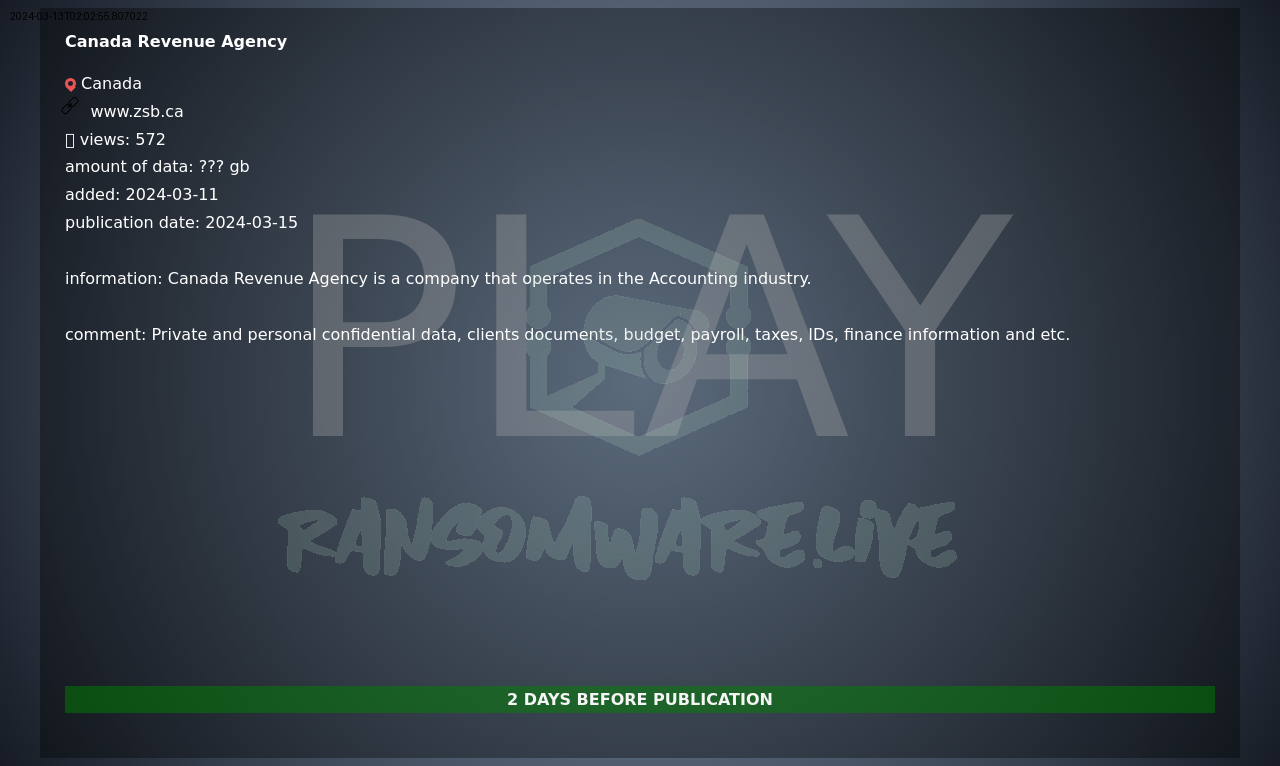 2024-03-13T02:02:55.807022
Canada Revenue Agency
Canada
www.zsb.ca
views: 572
amount of data: ??? gb
added: 2024-03-11
publication date: 2024-03-15
information: Canada Revenue Agency is a company that operates in the Accounting industry.
comment: Private and personal confidential data, clients documents, budget, payroll, taxes, IDs, finance information and etc.
PLAY
RANSOMWARE.LIVE
2 DAYS BEFORE PUBLICATION